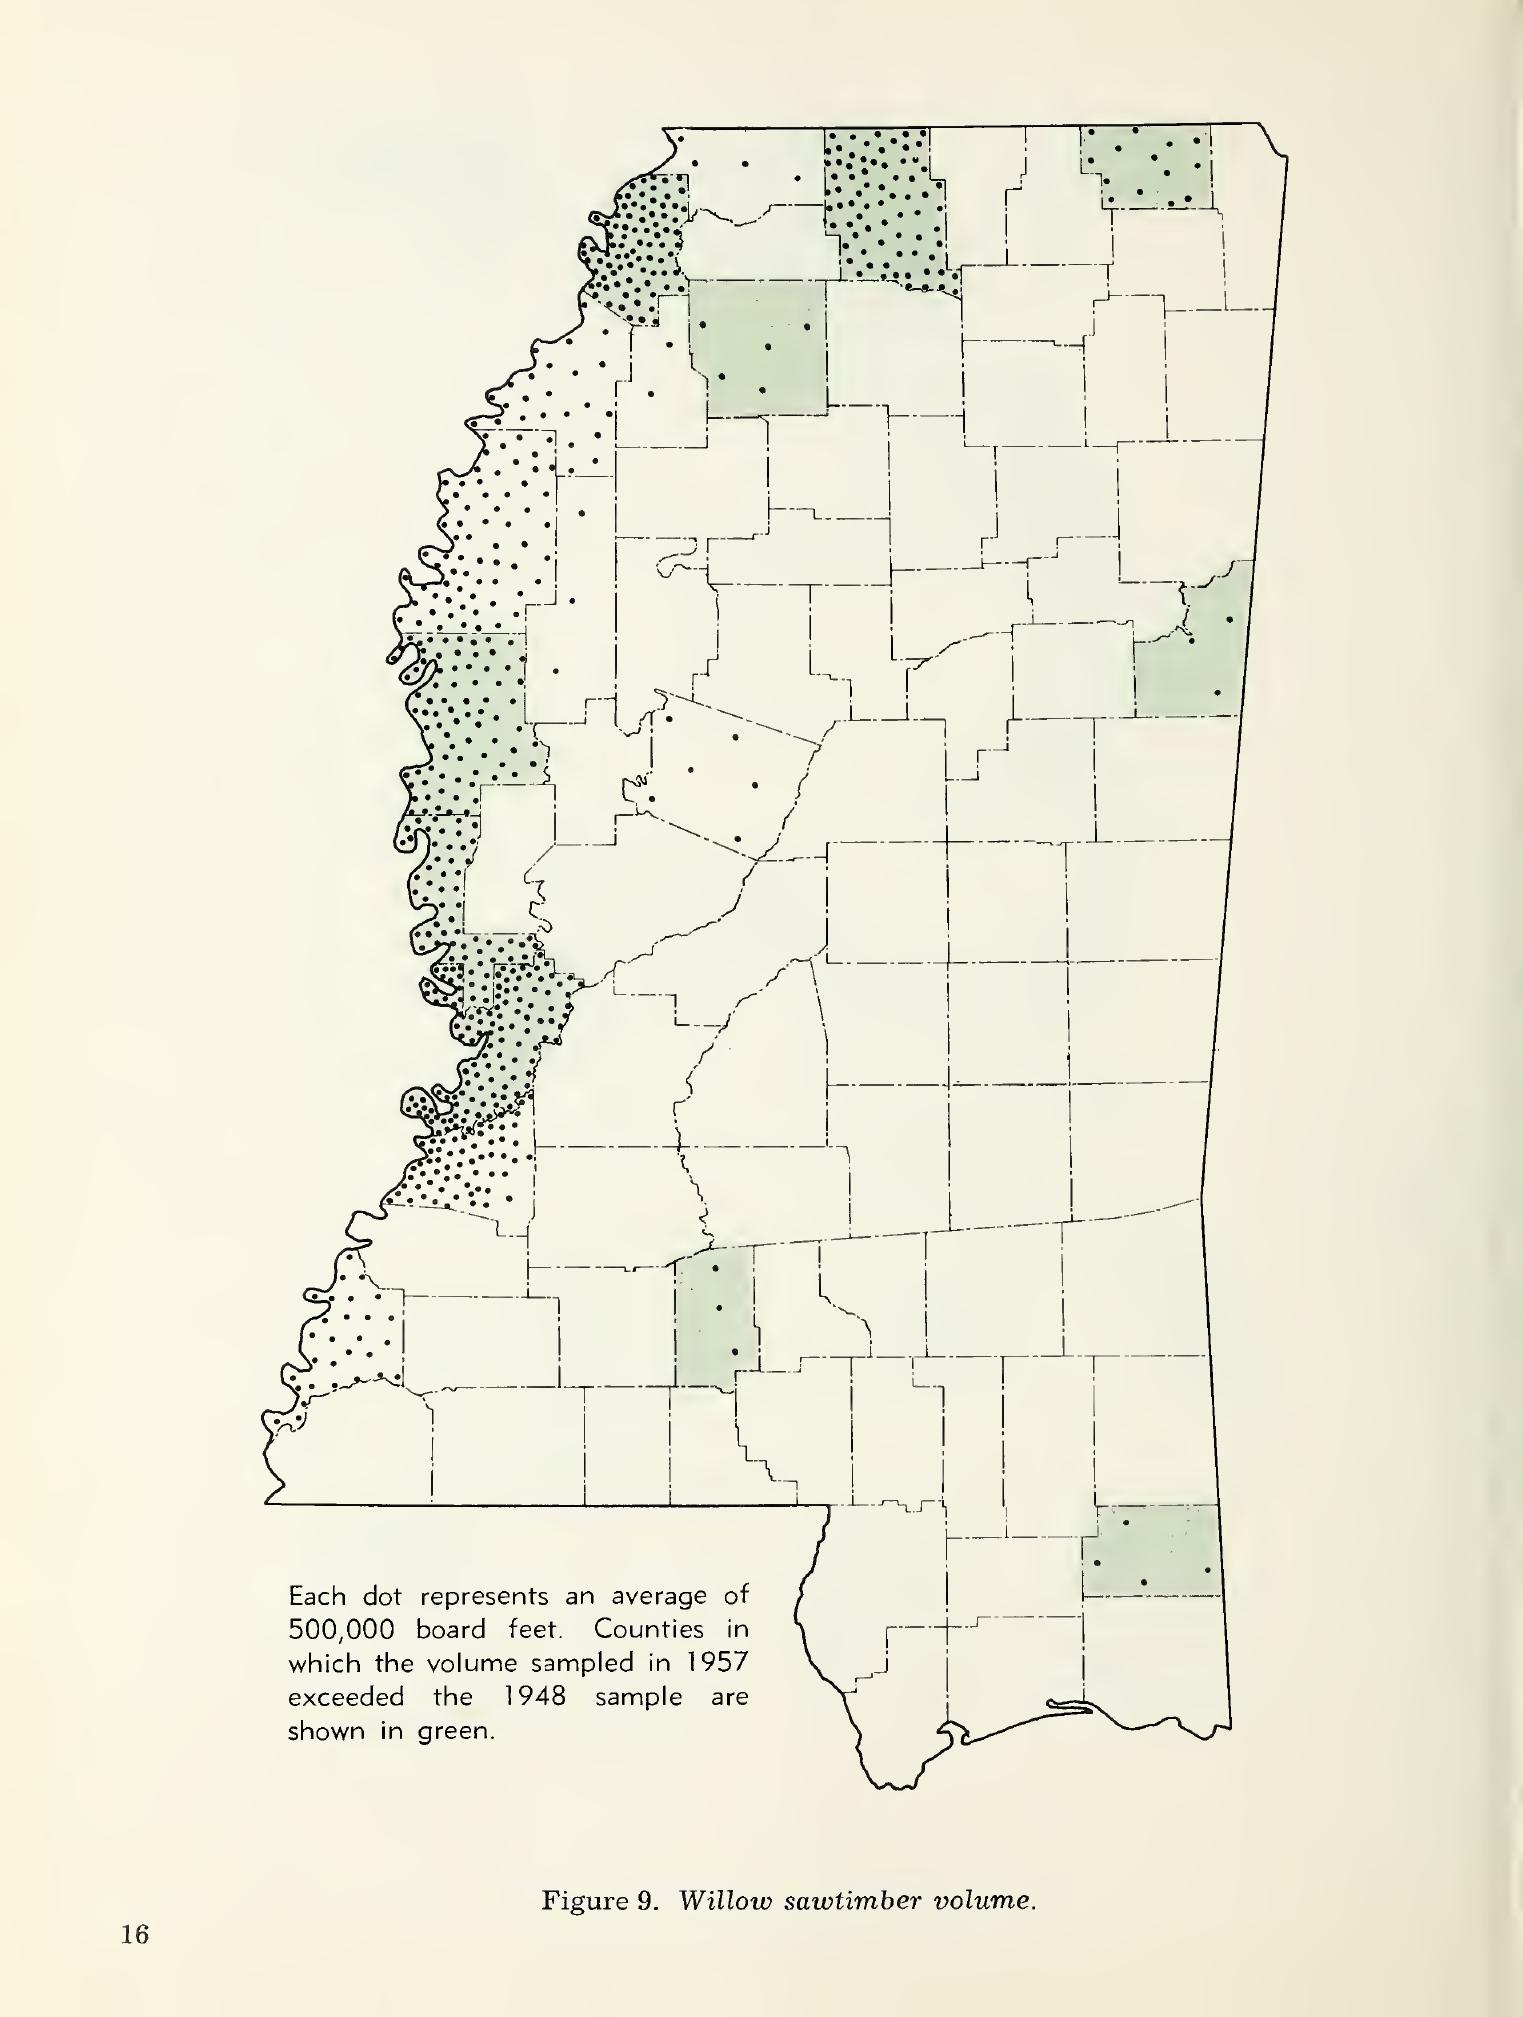 Each dot represents an average of
500,000 board feet. Counties in
which the volume sampled in 1957
exceeded the 1948 sample are
shown in green.
Figure 9. Willow sawtimber volume.
16